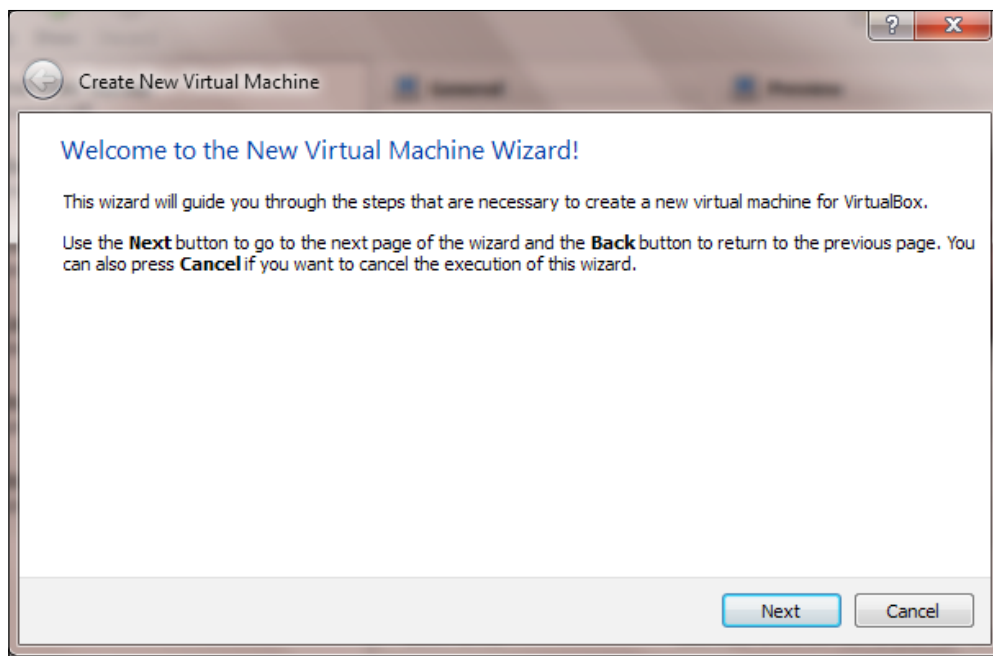 ?
X
Create New Virtual Machine
Welcome to the New Virtual Machine Wizard!
This wizard will guide you through the steps that are necessary to create a new virtual machine for VirtualBox.
Use the Next button to go to the next page of the wizard and the Back button to return to the previous page. You
can also press Cancel if you want to cancel the execution of this wizard.
Next
Cancel